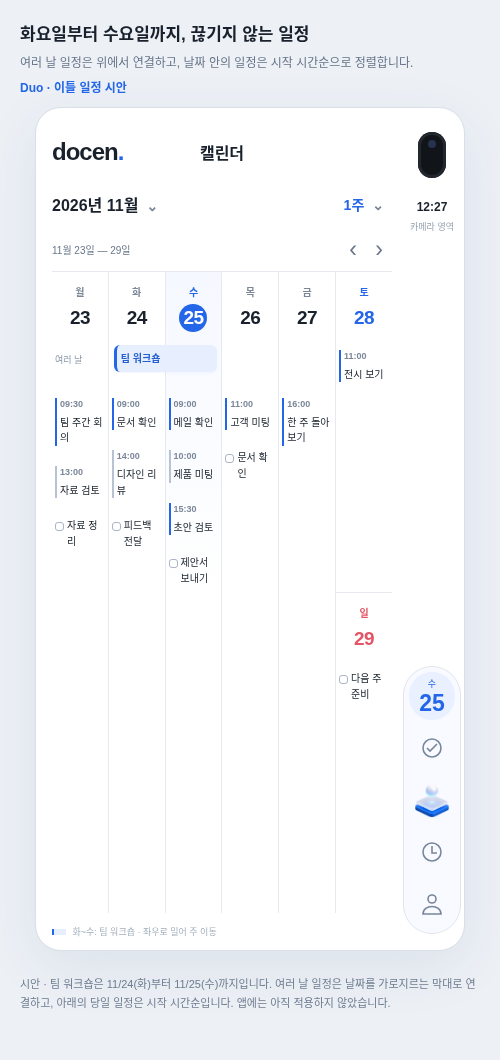 화요일부터 수요일까지, 끊기지 않는 일정
여러 날 일정은 위에서 연결하고, 날짜 안의 일정은 시작 시간순으로 정렬합니다.
Duo · 이틀 일정 시안
docen.
캘린더
12:27
카메라 영역
2026년 11월
1주
11월 23일 — 29일
월
23
화
24
수
25
목
26
금
27
토
28
여러 날
팀 워크숍
09:30
팀 주간 회
의
13:00
자료 검토
자료 정
리
09:00
문서 확인
14:00
디자인 리
뷰
피드백
전달
09:00
메일 확인
10:00
제품 미팅
15:30
초안 검토
제안서
보내기
11:00
고객 미팅
문서 확
인
16:00
한 주 돌아
보기
11:00
전시 보기
일
29
다음 주
준비
수
25
화–수: 팀 워크숍 · 좌우로 밀어 주 이동
시안 · 팀 워크숍은 11/24(화)부터 11/25(수)까지입니다. 여러 날 일정은 날짜를 가로지르는 막대로 연
결하고, 아래의 당일 일정은 시작 시간순입니다. 앱에는 아직 적용하지 않았습니다.